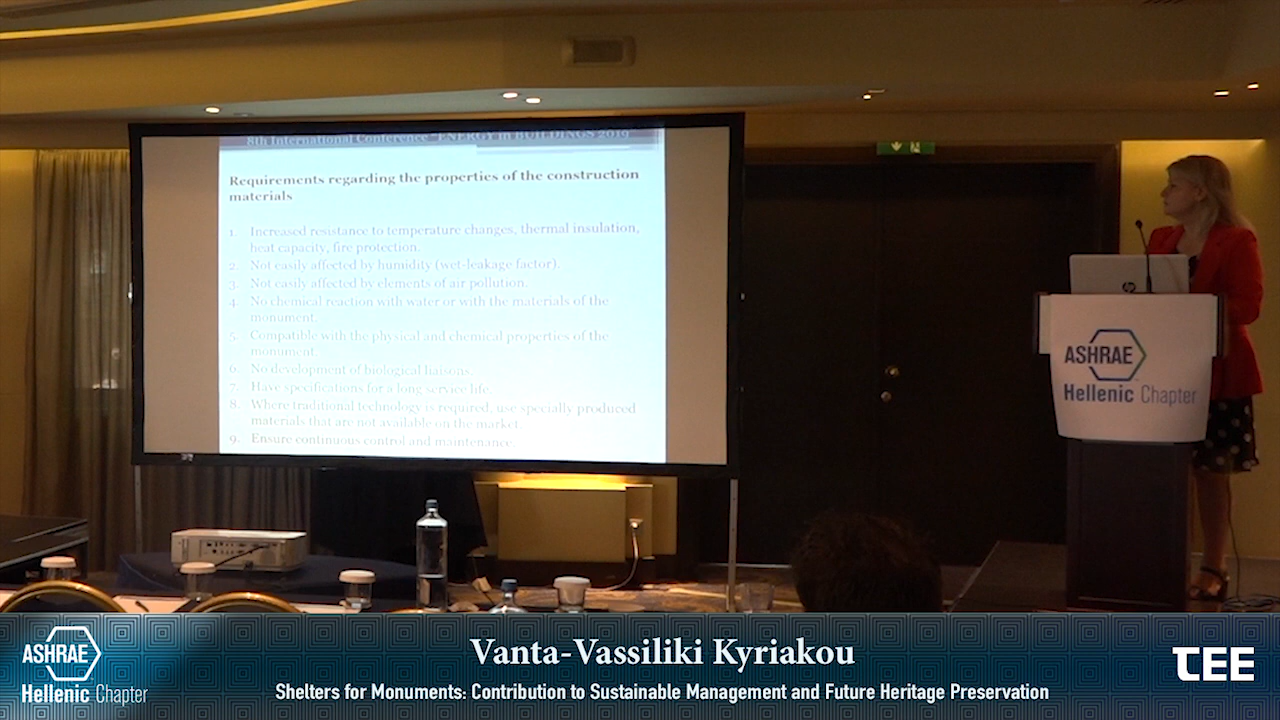 8th International Conference "ENERGY in BUILDINGS 2019"
Requirements regarding the properties of the construction
materials
1. Increased resistance to temperature changes, thermal insulation,
heat capacity, fire protection.
2. Not easily affected by humidity (wet-leakage factor).
3. Not easily affected by elements of air pollution.
4. No chemical reaction with water or with the materials of the
monument.
5. Compatible with the physical and chemical properties of the
monument.
6. No development of biological liaisons.
7. Have specifications for a long service life.
8. Where traditional technology is required, use specially produced
materials that are not available on the market.
9. Ensure continuous control and maintenance.
hp
ASHRAE
Hellenic Chapter
ASHRAE
Hellenic Chapter
Vanta-Vassiliki Kyriakou
Shelters for Monuments: Contribution to Sustainable Management and Future Heritage Preservation
TEE